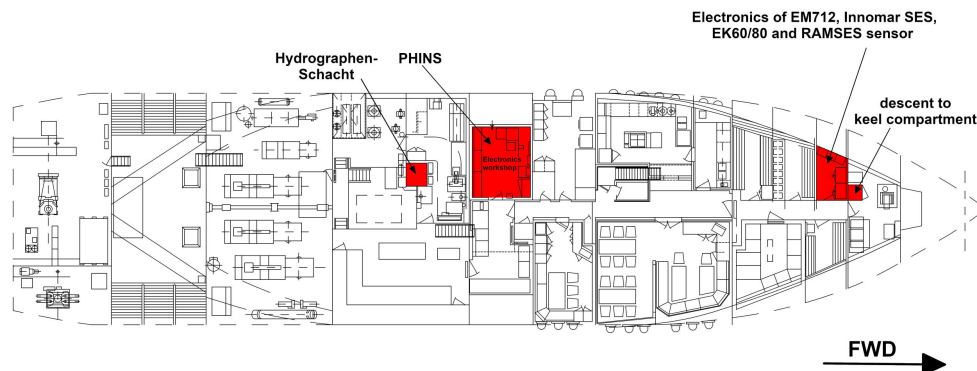 Electronics of EM712, Innomar SES,
EK60/80 and RAMSES sensor
Hydrographen-
Schacht
PHINS
descent to
keel compartment
Electronics
workshop
FWD